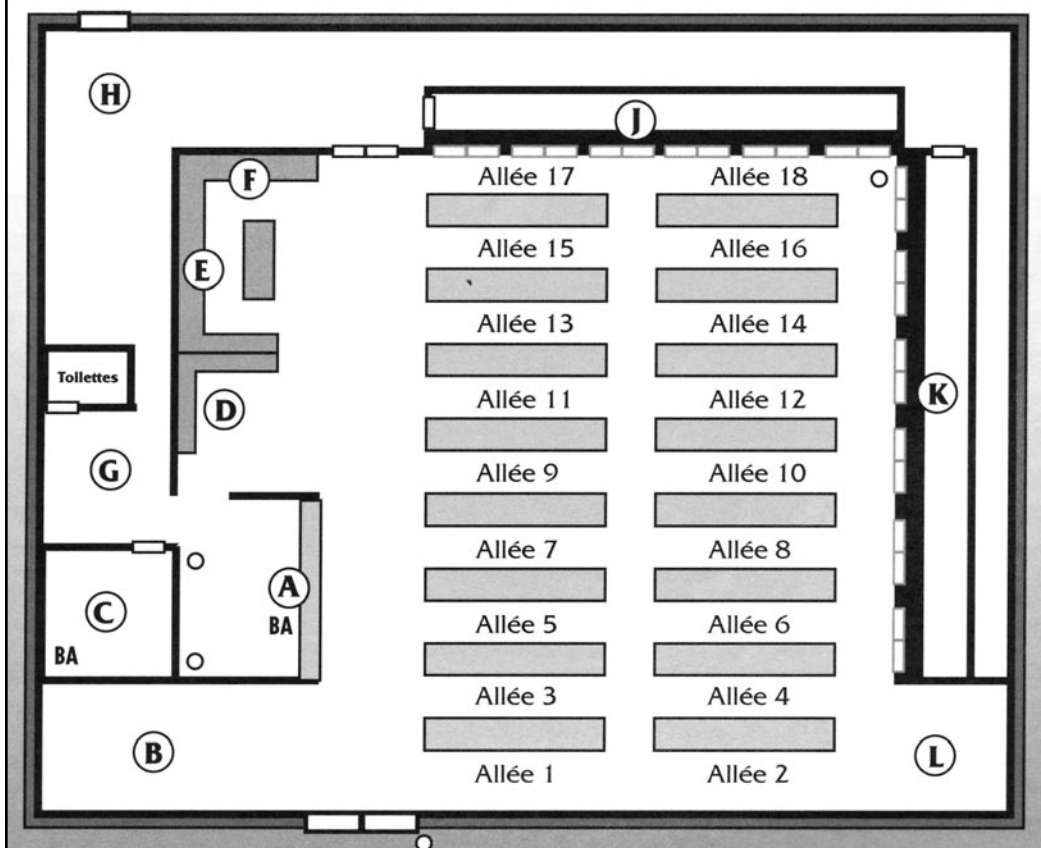 H
J
F
Allée 17 Allée 18
E
Allée 15 Allée 16
Allée 13 Allée 14
Toilettes
D
K
Allée 11 Allée 12
G
Allée 9 Allée 10
Allée 7 Allée 8
A
C
BA
Allée 5 Allée 6
BA
Allée 3 Allée 4
B
L
Allée 1 Allée 2